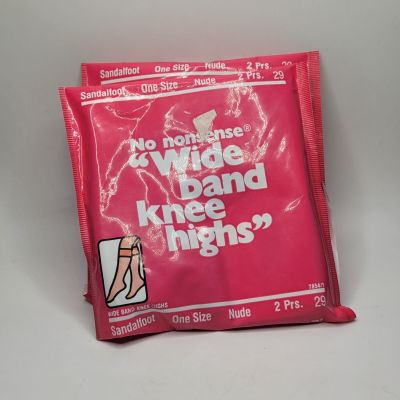 Sandalfoot One Size Nude 2 Prs. 29
Sandalfoot One Size Nude 2 Prs. 29
No nonsense®
"Wide
band
knee
highs"
WIDE BAND KNEE HIGHS
Sandalfoot One Size Nude 2 Prs. 29